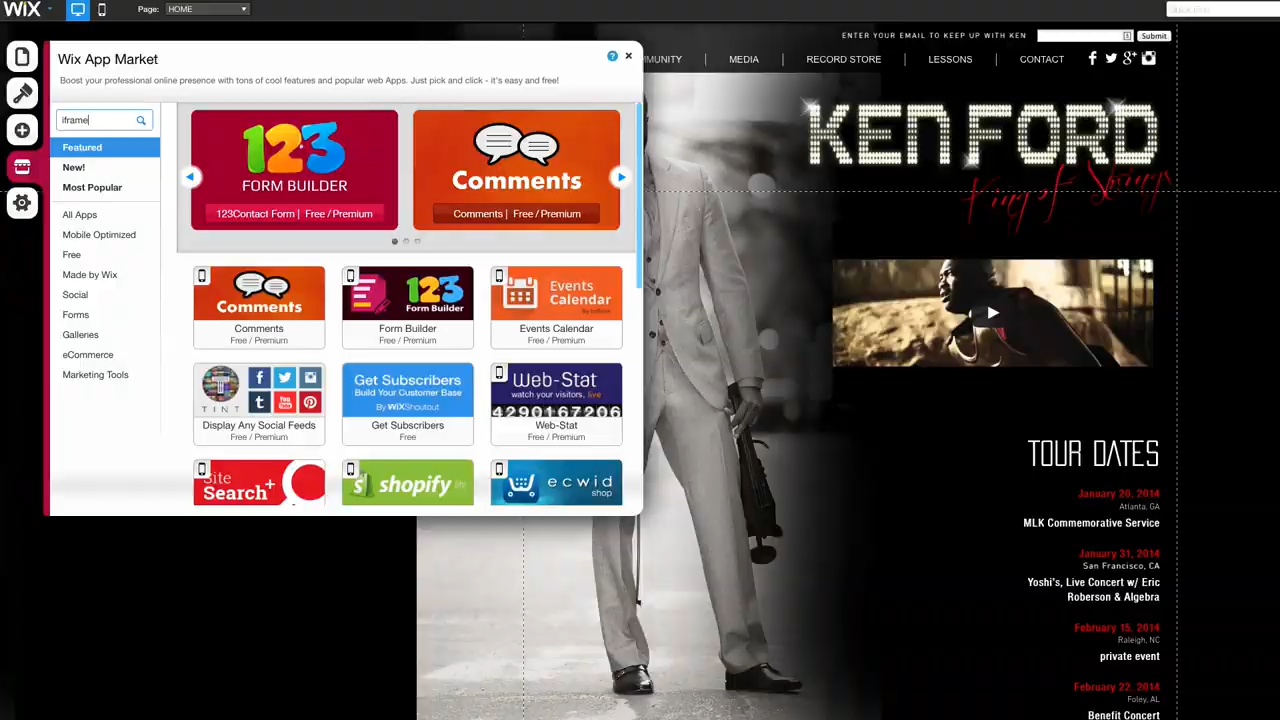 WiX
Page:
HOME
ENTER YOUR EMAIL TO KEEP UP WITH KEN
Submit
MUNITY
MEDIA
RECORD STORE
LESSONS
CONTACT
Wix App Market
Boost your professional online presence with tons of cool features and popular web Apps. Just pick and click - it's easy and free!
iframe
Featured
New!
Most Popular
All Apps
Mobile Optimized
Free
Made by Wix
Social
Forms
Galleries
eCommerce
Marketing Tools
123
FORM BUILDER
123Contact Form | Free / Premium
Comments
Comments | Free / Premium
Comments
Comments
Free / Premium
123
Form Builder
Form Builder
Free / Premium
Events
Calendar
Events Calendar
Free / Premium
TINT
You
Tube
Display Any Social Feeds
Free / Premium
Get Subscribers
Build Your Customer Base
By WixShoutout
Get Subscribers
Free
Web-Stat
watch your visitors, live
4290167206
Web-Stat
Free / Premium
Site
Search+
shopify lite
ecwid
shop
KEN FORD
King of Strings
TOUR DATES
January 20, 2014
Atlanta, GA
MLK Commemorative Service
January 31, 2014
San Francisco, CA
Yoshi's, Live Concert w/ Eric
Roberson & Algebra
February 15, 2014
Raleigh, NC
private event
February 22, 2014
Foley, AL
Benefit Concert